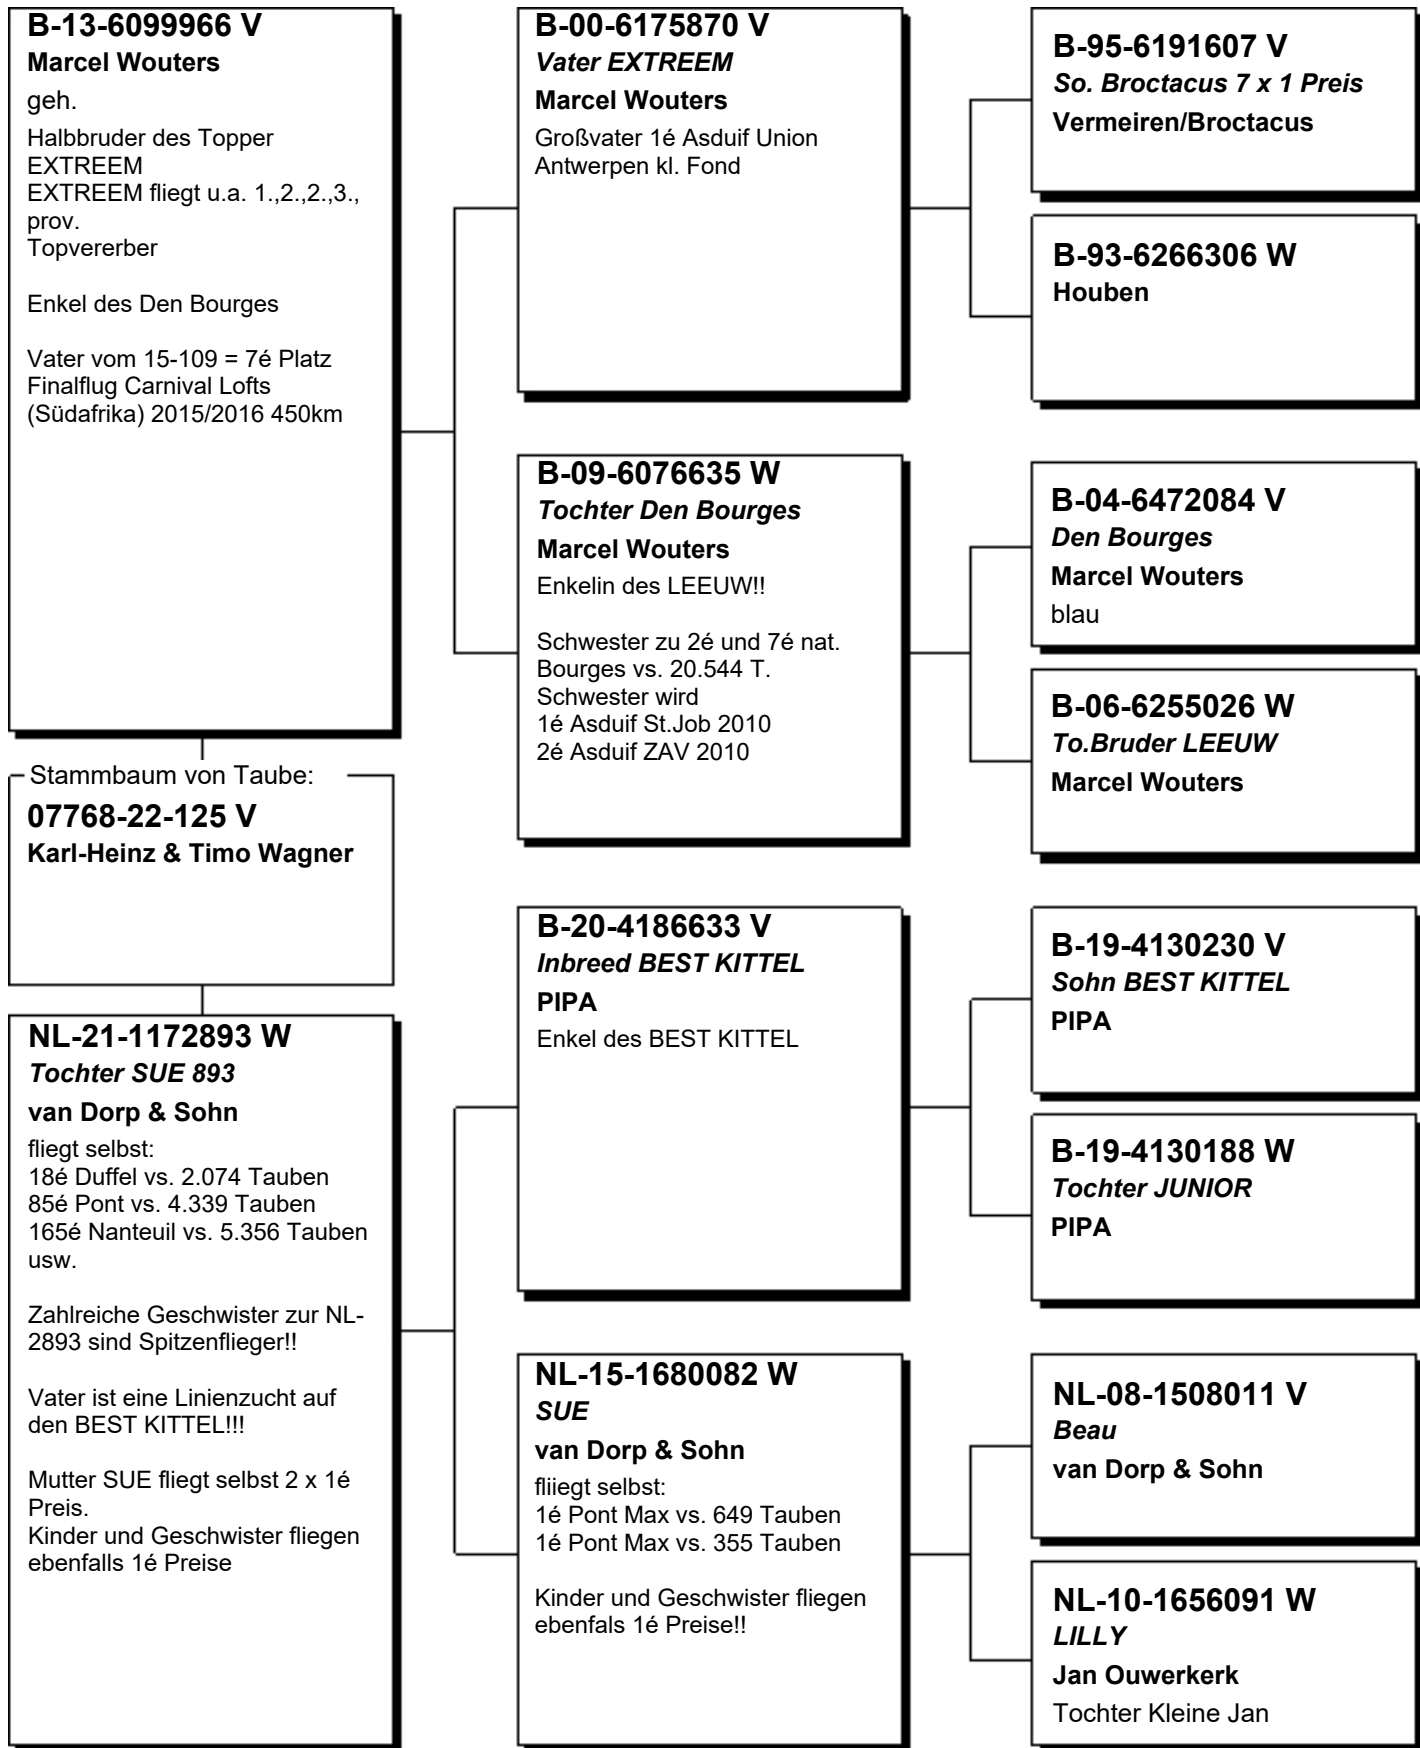 B-13-6099966 V
Marcel Wouters
geh.
Halbbruder des Topper
EXTREEM
EXTREEM fliegt u.a. 1.,2.,2.,3.,
prov.
Topvererber
Enkel des Den Bourges
Vater vom 15-109 = 7é Platz
Finalflug Carnival Lofts
(Südafrika) 2015/2016 450km
Stammbaum von Taube:
07768-22-125 V
Karl-Heinz & Timo Wagner
NL-21-1172893 W
Tochter SUE 893
van Dorp & Sohn
fliegt selbst:
18é Duffel vs. 2.074 Tauben
85é Pont vs. 4.339 Tauben
165é Nanteuil vs. 5.356 Tauben
usw.
Zahlreiche Geschwister zur NL-
2893 sind Spitzenflieger!!
Vater ist eine Linienzucht auf
den BEST KITTEL!!!
Mutter SUE fliegt selbst 2 x 1é
Preis.
Kinder und Geschwister fliegen
ebenfalls 1é Preise
B-00-6175870 V
Vater EXTREEM
Marcel Wouters
Großvater 1é Asduif Union
Antwerpen kl. Fond
B-09-6076635 W
Tochter Den Bourges
Marcel Wouters
Enkelin des LEEUW!!
Schwester zu 2é und 7é nat.
Bourges vs. 20.544 T.
Schwester wird
1é Asduif St.Job 2010
2é Asduif ZAV 2010
B-20-4186633 V
Inbreed BEST KITTEL
PIPA
Enkel des BEST KITTEL
NL-15-1680082 W
SUE
van Dorp & Sohn
fliiegt selbst:
1é Pont Max vs. 649 Tauben
1é Pont Max vs. 355 Tauben
Kinder und Geschwister fliegen
ebenfals 1é Preise!!
B-95-6191607 V
So. Broctacus 7 x 1 Preis
Vermeiren/Broctacus
B-93-6266306 W
Houben
B-04-6472084 V
Den Bourges
Marcel Wouters
blau
B-06-6255026 W
To.Bruder LEEUW
Marcel Wouters
B-19-4130230 V
Sohn BEST KITTEL
PIPA
B-19-4130188 W
Tochter JUNIOR
PIPA
NL-08-1508011 V
Beau
van Dorp & Sohn
NL-10-1656091 W
LILLY
Jan Ouwerkerk
Tochter Kleine Jan